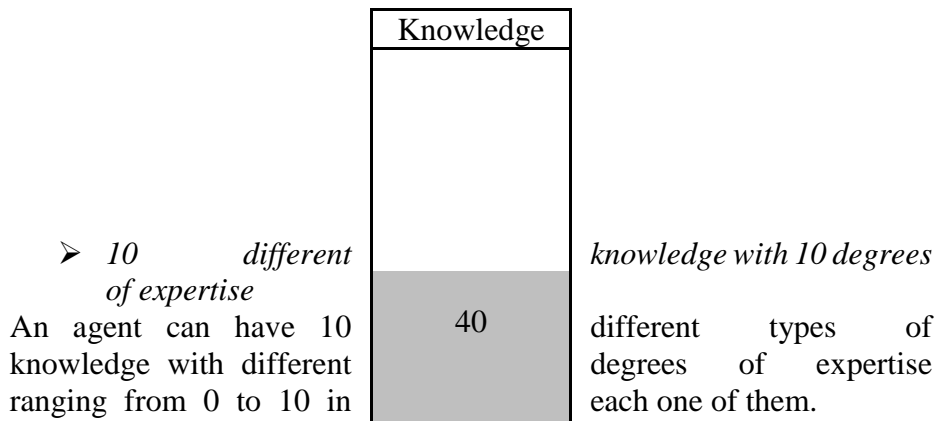 Knowledge
➢ 10 different knowledge with 10 degrees
of expertise
40
An agent can have 10 different types of
knowledge with different degrees of expertise
ranging from 0 to 10 in each one of them.